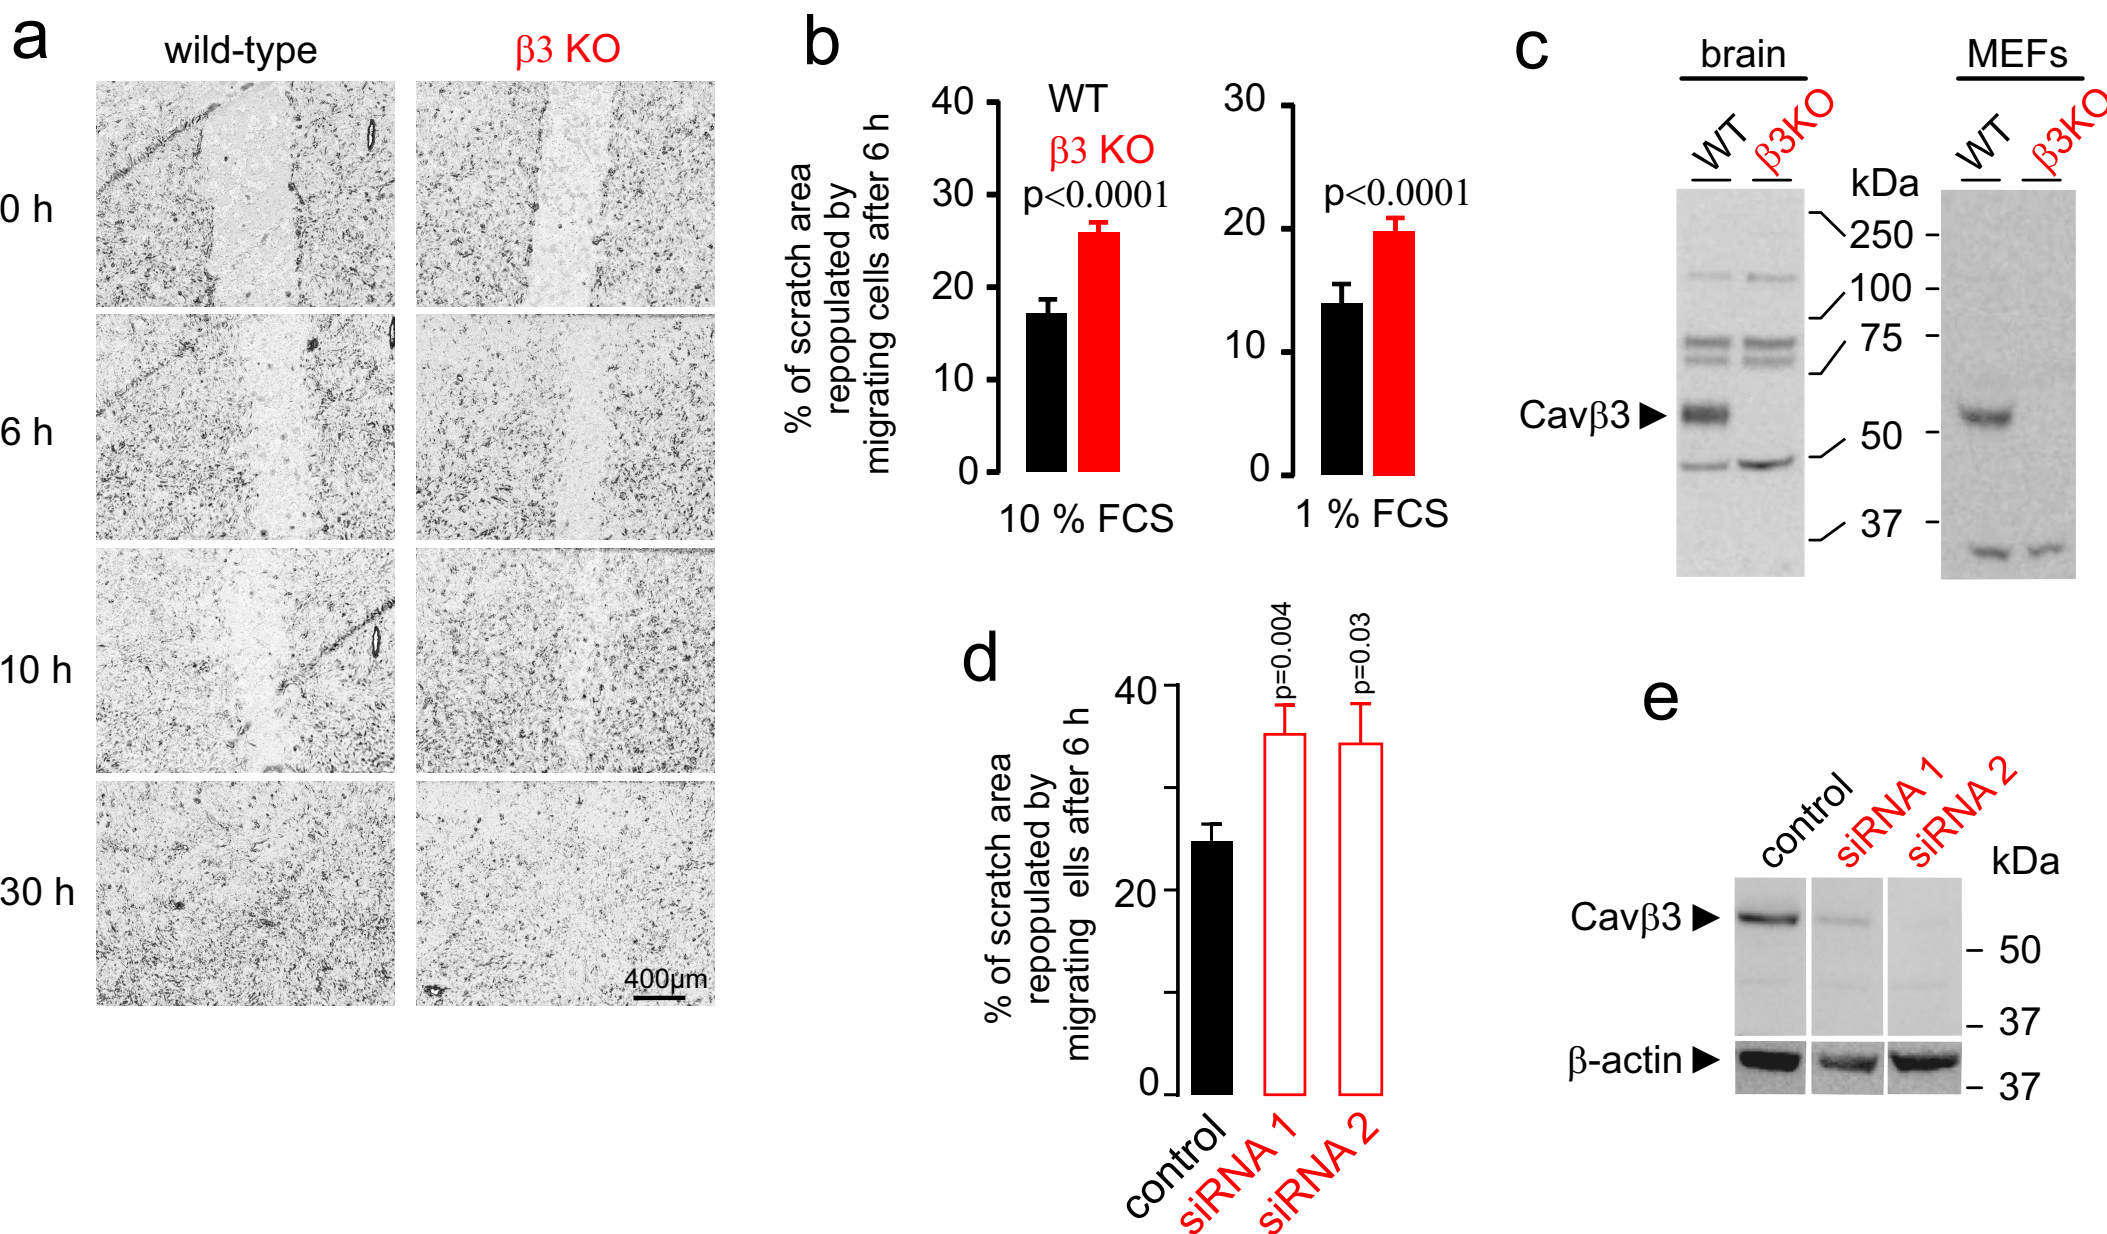 a
wild-type
β3 KO
0 h
6 h
10 h
30 h
400µm
b
% of scratch area
repopulated by
migrating cells after 6 h
40
30
20
10
0
WT
β3 KO
p<0.0001
10 % FCS
30
20
10
0
p<0.0001
1 % FCS
c
brain
MEFs
WT
β3KO
kDa
WT
β3KO
250
100
75
50
37
Cavβ3
d
% of scratch area
repopulated by
migrating ells after 6 h
40
20
0
p=0.004
p=0.03
control
siRNA 1
siRNA 2
e
control
siRNA 1
siRNA 2
kDa
Cavβ3
50
37
β-actin
37